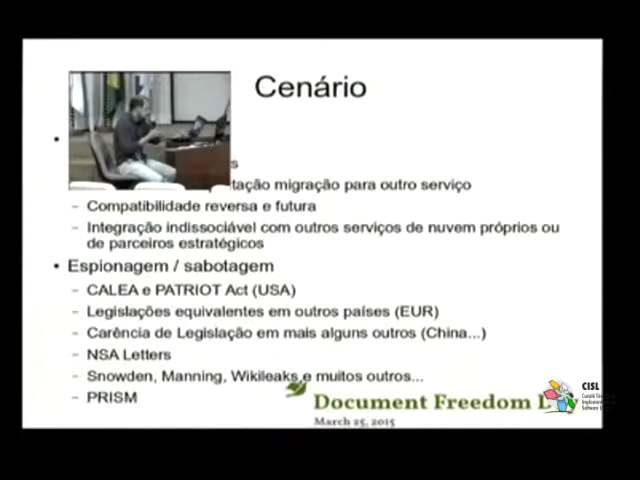 Cenário
s
tação migração para outro serviço
– Compatibilidade reversa e futura
– Integração indissociável com outros serviços de nuvem próprios ou
de parceiros estratégicos
• Espionagem / sabotagem
– CALEA e PATRIOT Act (USA)
– Legislações equivalentes em outros países (EUR)
– Carência de Legislação em mais alguns outros (China...)
– NSA Letters
– Snowden, Manning, Wikileaks e muitos outros...
– PRISM
Document Freedom
March 25, 2015
CISL